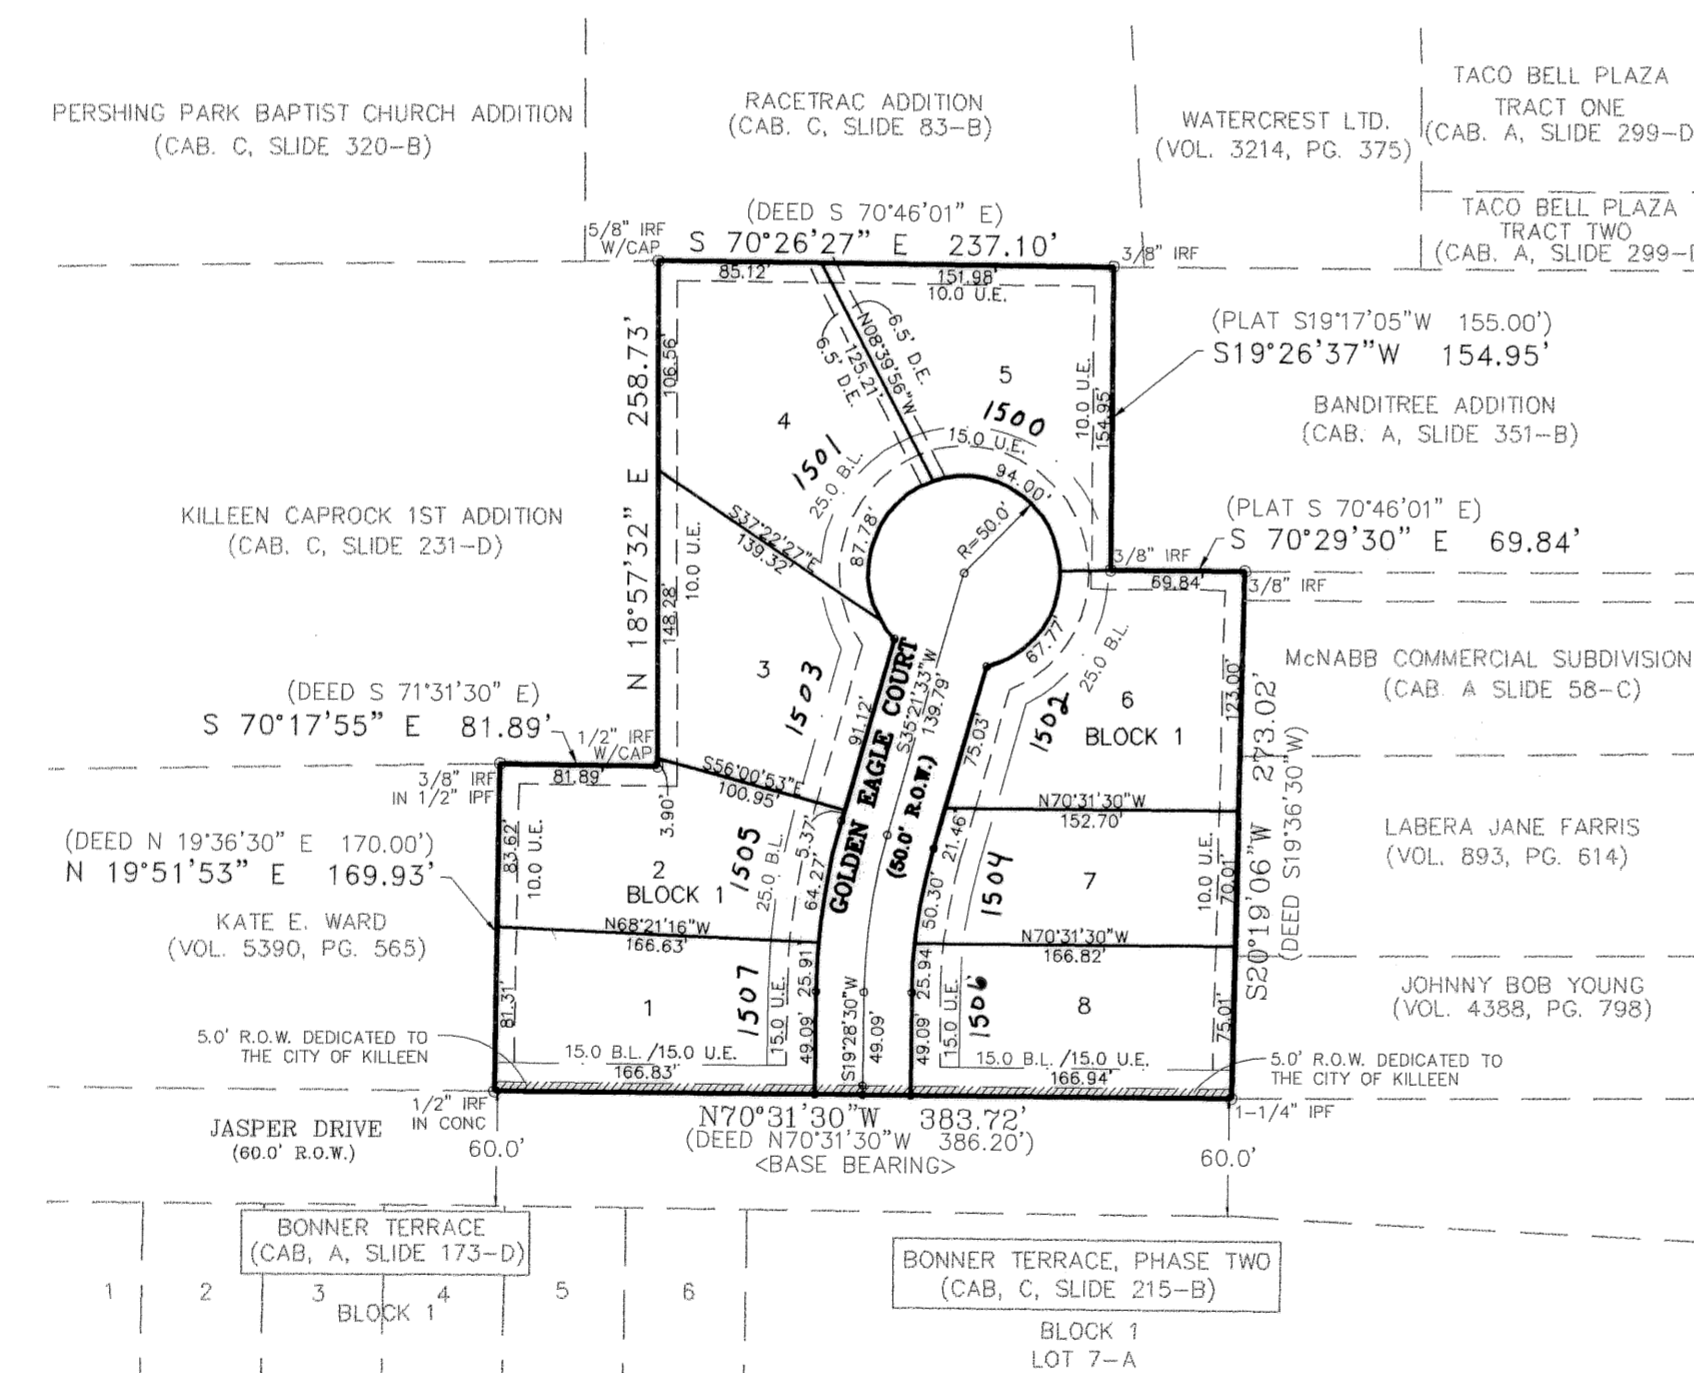 PERSHING PARK BAPTIST CHURCH ADDITION
(CAB. C, SLIDE 320-B)
RACETRAC ADDITION
(CAB. C, SLIDE 83-B)
WATERCREST LTD.
(VOL. 3214, PG. 375)
TACO BELL PLAZA
TRACT ONE
(CAB. A, SLIDE 299-D
TACO BELL PLAZA
TRACT TWO
(CAB. A, SLIDE 299-
(DEED S 70°46'01" E)
S 70°26'27" E 237.10'
5/8" IRF
W/CAP
3/8" IRF
85.12'
151.98'
10.0 U.E.
(PLAT S19°17'05"W 155.00')
S19°26'37"W 154.95'
BANDITREE ADDITION
(CAB. A, SLIDE 351-B)
6.5' D.E.
N08°39'56"W
125.21'
6.5' D.E.
106.56'
N 18°57'32" E 258.73'
10.0 U.E.
148.28'
4
1501
25.0 B.L.
5
1500
15.0 U.E.
10.0 U.E.
154.95'
94.00'
87.78'
R=50.0'
KILLEEN CAPROCK 1ST ADDITION
(CAB. C, SLIDE 231-D)
S37°22'27"E
139.32'
(PLAT S 70°46'01" E)
S 70°29'30" E 69.84'
3/8" IRF
69.84'
3/8" IRF
67.77'
25.0 B.L.
McNABB COMMERCIAL SUBDIVISION
(CAB. A SLIDE 58-C)
3
1503
91.12'
GOLDEN EAGLE COURT
(50.0' R.O.W.)
S35°21'33"W
139.79'
75.03'
1502
6
BLOCK 1
123.00'
S20°19'06"W 273.02'
(DEED S19°36'30"W)
(DEED S 71°31'30" E)
S 70°17'55" E 81.89'
1/2" IRF
W/CAP
3/8" IRF
IN 1/2" IPF
81.89'
3.90'
S56°00'53"E
100.95'
N70°31'30"W
152.70'
LABERA JANE FARRIS
(VOL. 893, PG. 614)
(DEED N 19°36'30" E 170.00')
N 19°51'53" E 169.93'
83.62'
10.0 U.E.
2
BLOCK 1
1505
25.0 B.L.
5.37'
64.27'
21.46'
50.30'
1504
7
10.0 U.E.
70.01'
KATE E. WARD
(VOL. 5390, PG. 565)
N68°21'16"W
166.63'
N70°31'30"W
166.82'
JOHNNY BOB YOUNG
(VOL. 4388, PG. 798)
81.31'
1
1507
15.0 U.E.
25.91'
49.09'
S19°28'30"W
49.09'
25.94'
49.09'
15.0 U.E.
1506
8
75.01'
5.0' R.O.W. DEDICATED TO
THE CITY OF KILLEEN
15.0 B.L./15.0 U.E.
166.83'
15.0 B.L./15.0 U.E.
166.94'
5.0' R.O.W. DEDICATED TO
THE CITY OF KILLEEN
1/2" IRF
IN CONC
1-1/4" IPF
N70°31'30"W 383.72'
(DEED N70°31'30"W 386.20')
<BASE BEARING>
JASPER DRIVE
(60.0' R.O.W.)
60.0'
60.0'
BONNER TERRACE
(CAB, A, SLIDE 173-D)
1 2 3 4 5 6
BLOCK 1
BONNER TERRACE, PHASE TWO
(CAB, C, SLIDE 215-B)
BLOCK 1
LOT 7-A